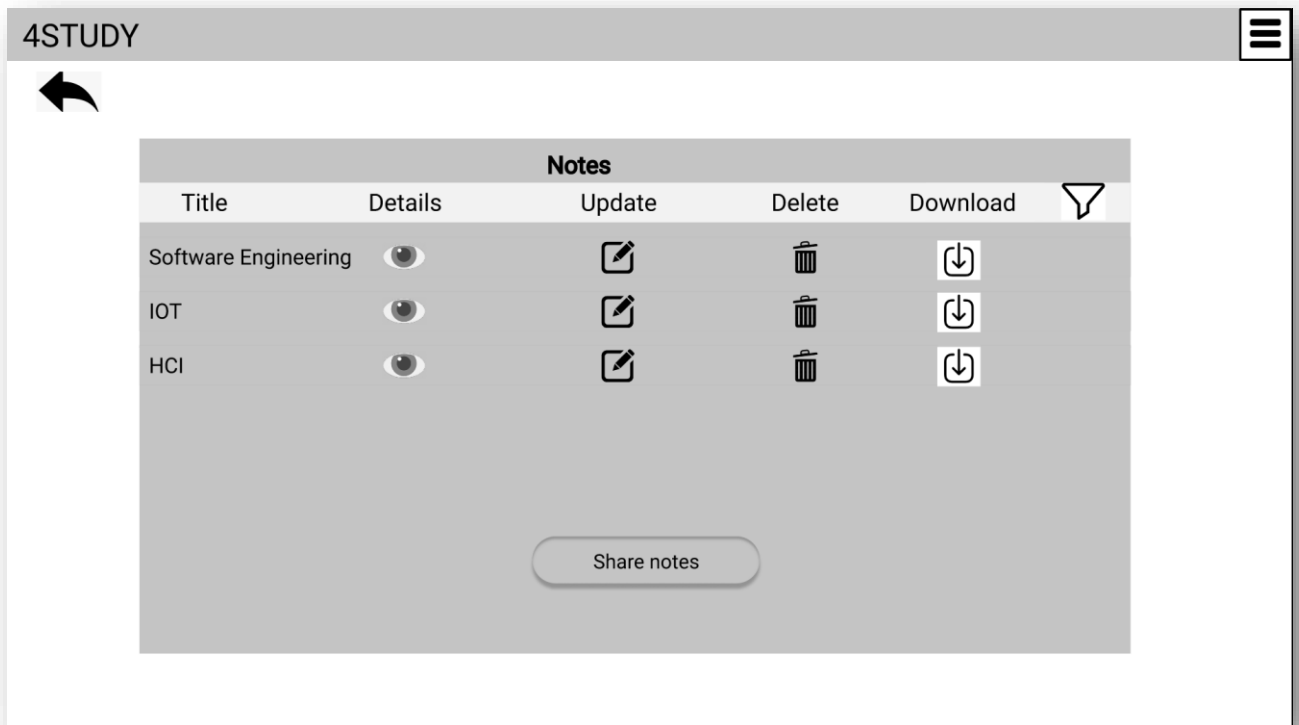 4STUDY
Notes
Title Details Update Delete Download
Software Engineering
IOT
HCI
Share notes